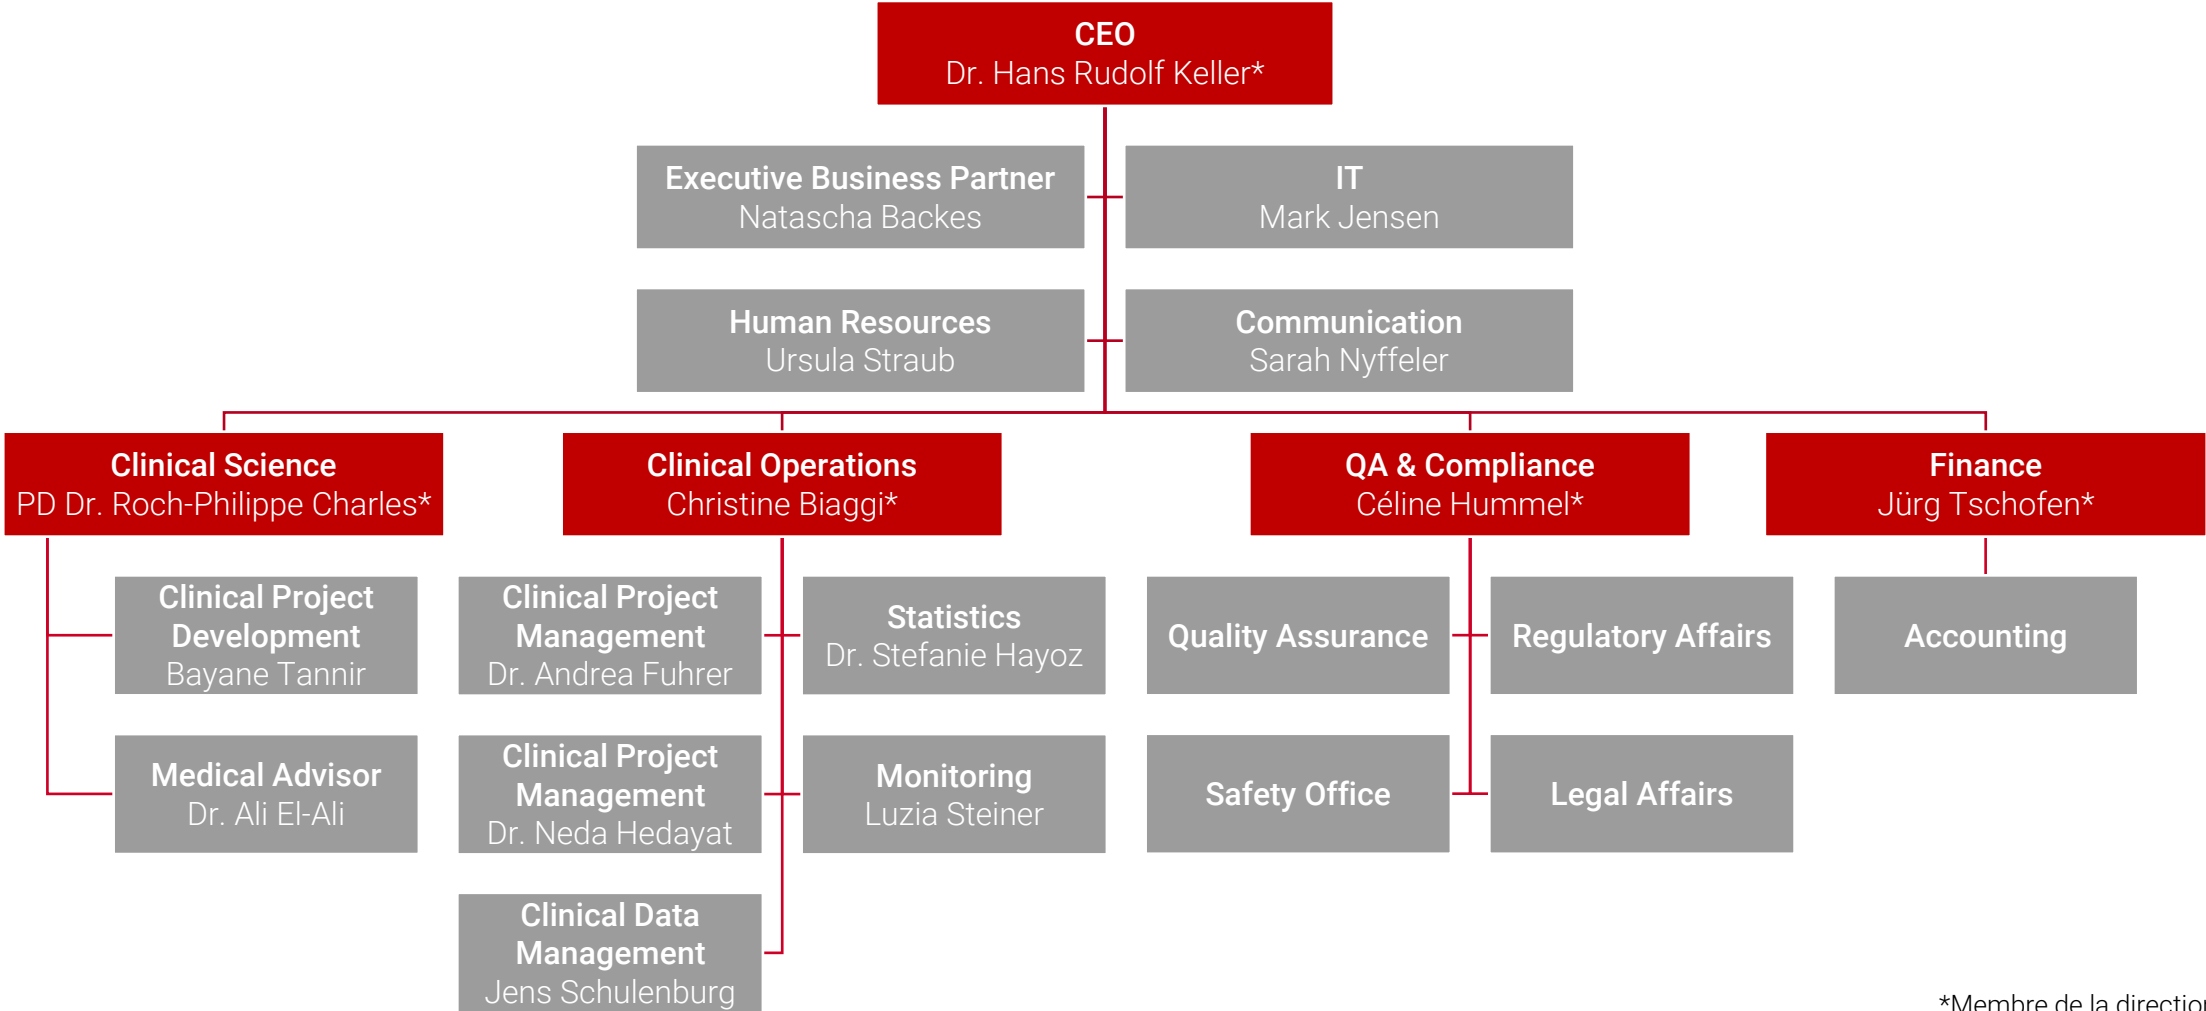 CEO
Dr. Hans Rudolf Keller*
Executive Business Partner
Natascha Backes
IT
Mark Jensen
Human Resources
Ursula Straub
Communication
Sarah Nyffeler
Clinical Science
PD Dr. Roch-Philippe Charles*
Clinical Operations
Christine Biaggi*
QA & Compliance
Céline Hummel*
Finance
Jürg Tschofen*
Clinical Project
Development
Bayane Tannir
Clinical Project
Management
Dr. Andrea Fuhrer
Statistics
Dr. Stefanie Hayoz
Quality Assurance
Regulatory Affairs
Accounting
Medical Advisor
Dr. Ali El-Ali
Clinical Project
Management
Dr. Neda Hedayat
Monitoring
Luzia Steiner
Safety Office
Legal Affairs
Clinical Data
Management
Jens Schulenburg
*Membre de la direction